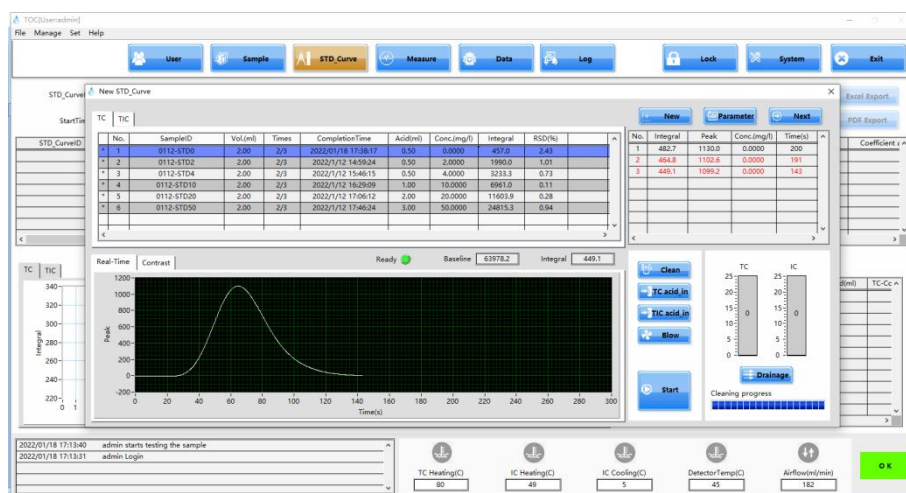 TOC(User:admin)
File Manage Set Help
User Sample STD_Curve Measure Data Log Lock System Exit
STD_Curve
New STD_Curve
Excel Export
StartTim
TC TIC
New Parameter Next
PDF Export
STD_CurveID
Coefficient
No. SampleID Vol.(ml) Times CompletionTime Acid(ml) Conc.(mg/l) Integral RSD(%)
* 1 0112-STD0 2.00 2/3 2022/01/18 17:38:17 0.50 0.0000 457.0 2.43
* 2 0112-STD2 2.00 2/3 2022/1/12 14:59:24 0.50 2.0000 1990.0 1.01
* 3 0112-STD4 2.00 2/3 2022/1/12 15:46:15 0.50 4.0000 3233.3 0.73
* 4 0112-STD10 2.00 2/3 2022/1/12 16:29:09 1.00 10.0000 6961.0 0.11
* 5 0112-STD20 2.00 2/3 2022/1/12 17:06:12 2.00 20.0000 11603.9 0.28
* 6 0112-STD50 2.00 2/3 2022/1/12 17:46:24 3.00 50.0000 24815.3 0.94
No. Integral Peak Conc.(mg/l) Time(s)
1 482.7 1130.0 0.0000 200
2 464.8 1102.6 0.0000 191
3 449.1 1099.2 0.0000 143
Real-Time Contrast
Ready Baseline 63978.2 Integral 449.1
TC TIC
340
320
300
280
260
240
220
Integral
0 1
1200
1000
800
600
400
200
0
-200
Peak
0 20 40 60 80 100 120 140 160 180 200 220 240 260 280 300
Time(s)
Clean
TC acid_in
TIC acid_in
Blow
Start
TC IC
25 25
20 20
15 15
10 10
5 5
0 0
0 0
Drainage
Cleaning progress
d(ml) TC-Cc
2022/01/18 17:13:40 admin starts testing the sample
2022/01/18 17:13:31 admin Login
TC Heating(C) IC Heating(C) IC Cooling(C) DetectorTemp(C) Airflow(ml/min)
80 49 5 45 182
OK